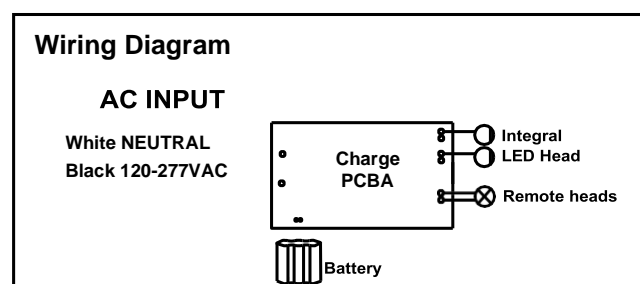 Wiring Diagram
AC INPUT
White NEUTRAL
Black 120-277VAC
Charge
PCBA
Integral
LED Head
Remote heads
Battery